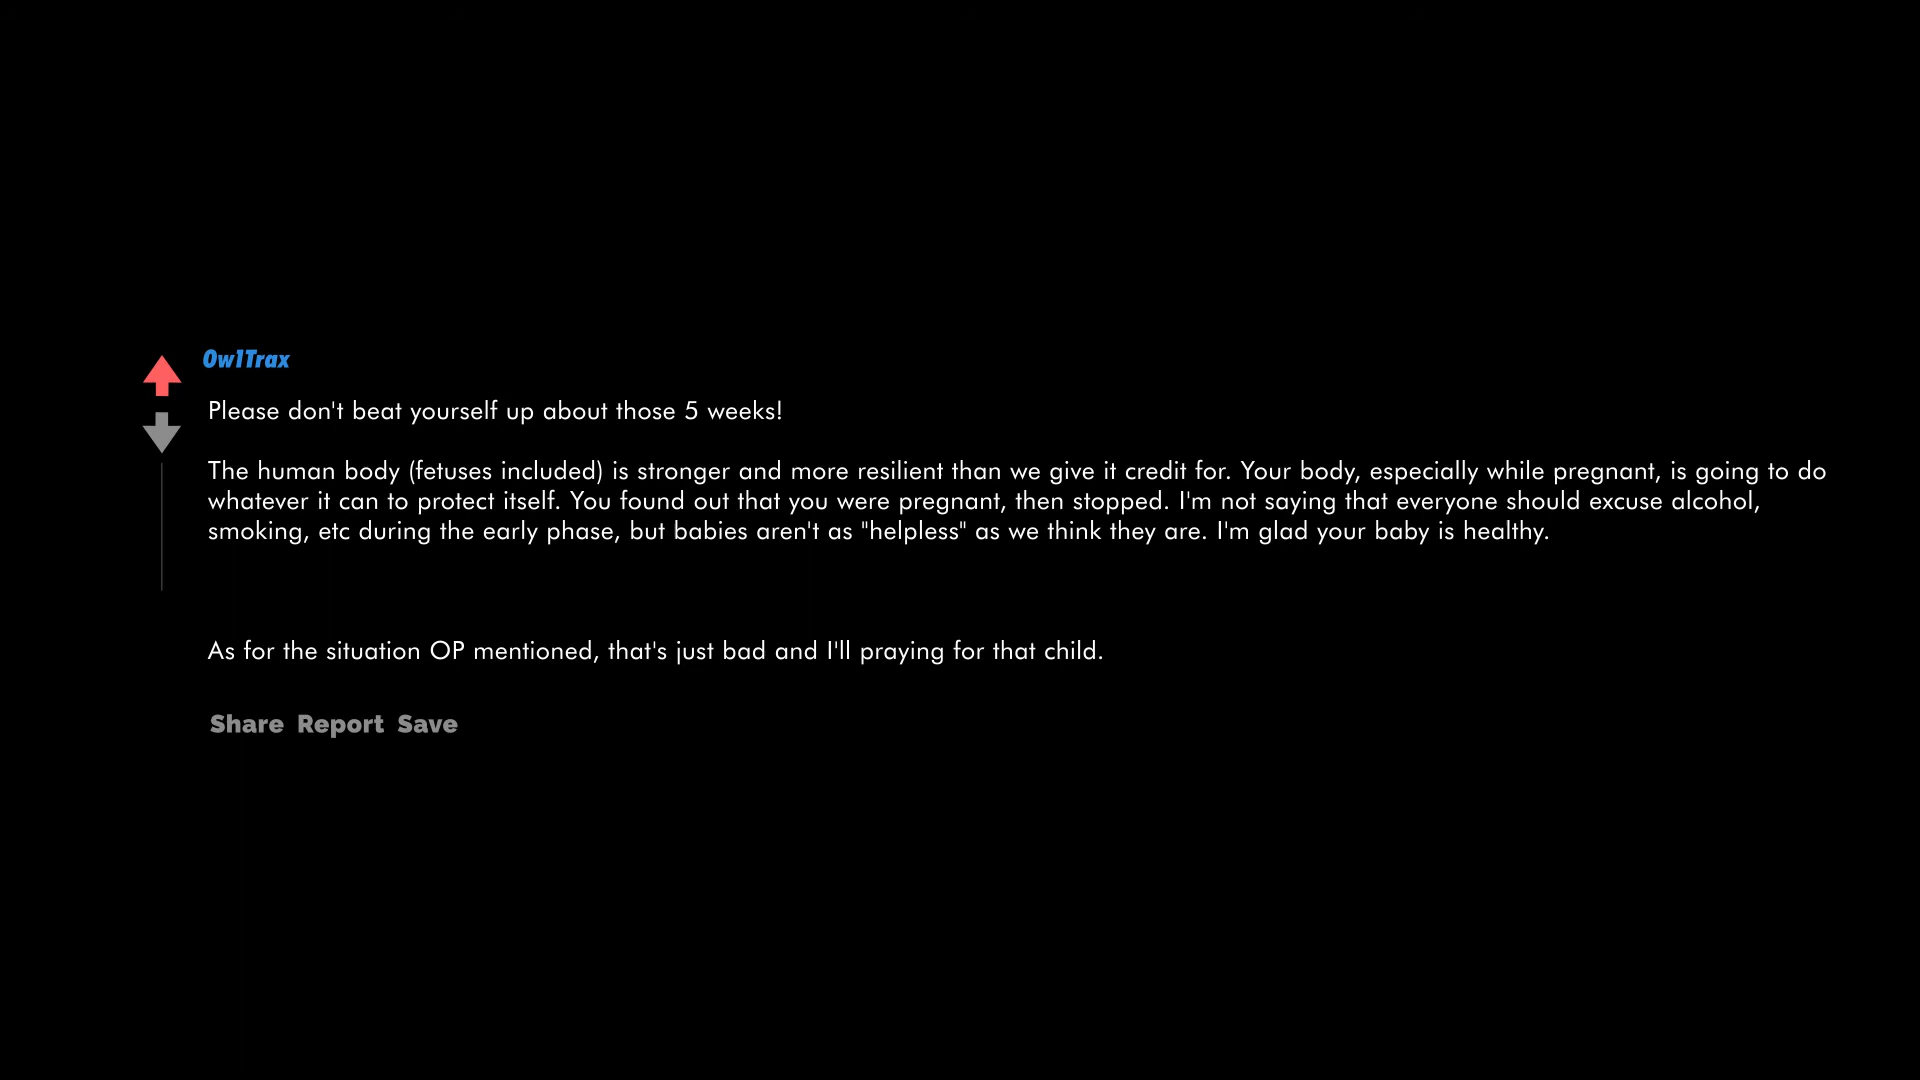 0w1Trax
Please don't beat yourself up about those 5 weeks!
The human body (fetuses included) is stronger and more resilient than we give it credit for. Your body, especially while pregnant, is going to do
whatever it can to protect itself. You found out that you were pregnant, then stopped. I'm not saying that everyone should excuse alcohol,
smoking, etc during the early phase, but babies aren't as "helpless" as we think they are. I'm glad your baby is healthy.
As for the situation OP mentioned, that's just bad and I'll praying for that child.
Share Report Save